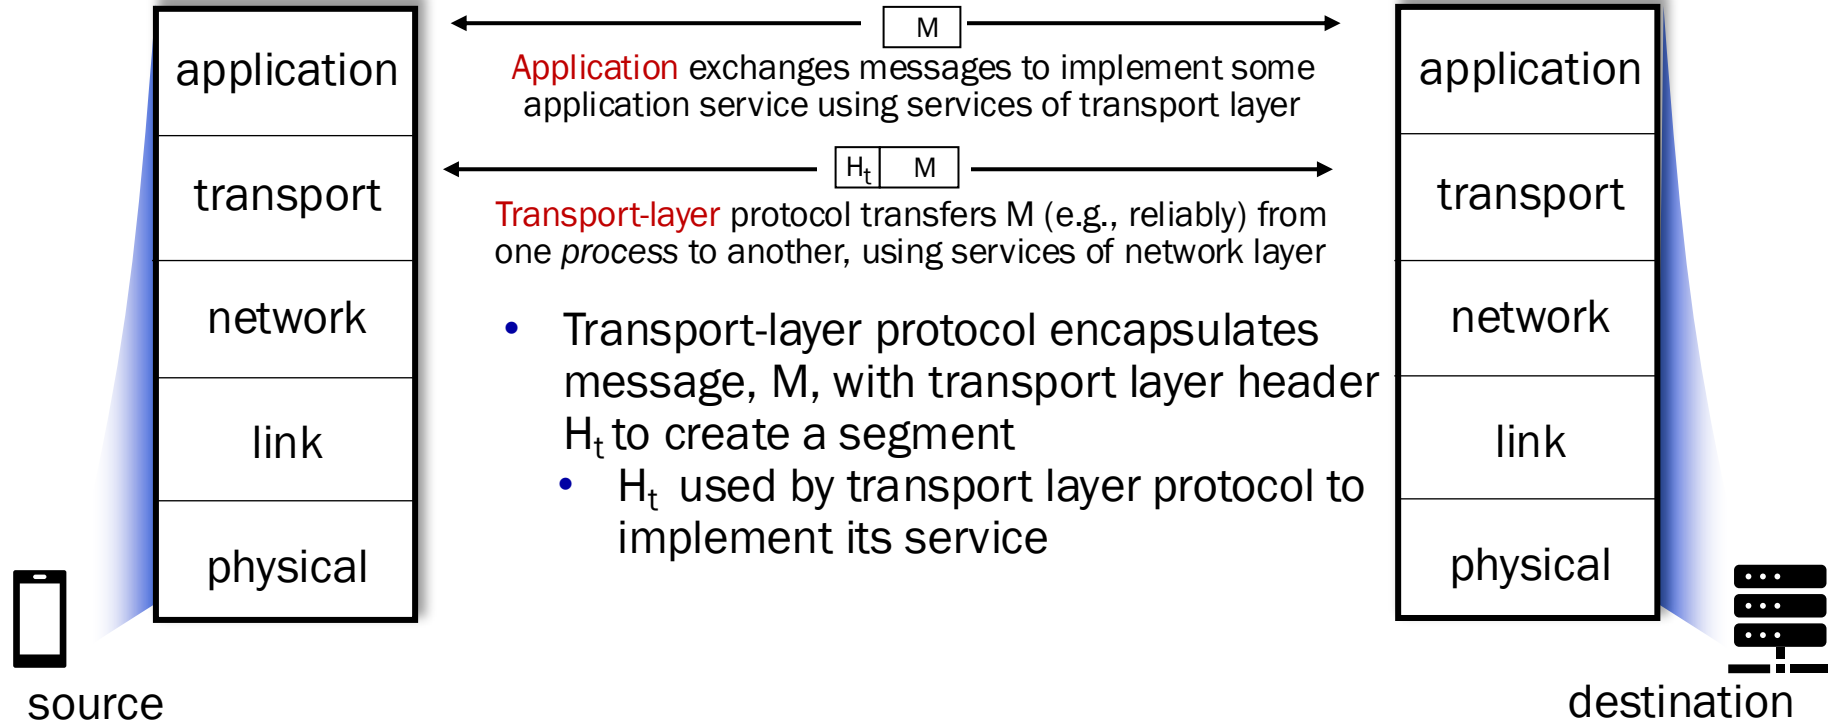 application
transport
network
link
physical
source
M
Application exchanges messages to implement some
application service using services of transport layer
Ht M
Transport-layer protocol transfers M (e.g., reliably) from
one process to another, using services of network layer
• Transport-layer protocol encapsulates
message, M, with transport layer header
Ht to create a segment
• Ht used by transport layer protocol to
implement its service
application
transport
network
link
physical
destination